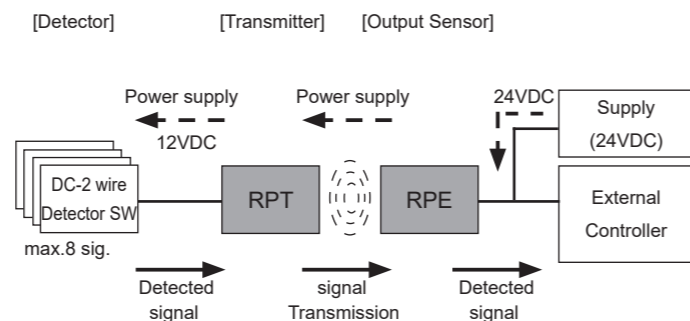 [Detector]
[Transmitter]
[Output Sensor]
Power supply
12VDC
Power supply
24VDC
Supply
(24VDC)
DC-2 wire
Detector SW
max.8 sig.
RPT
RPE
External
Controller
Detected
signal
signal
Transmission
Detected
signal